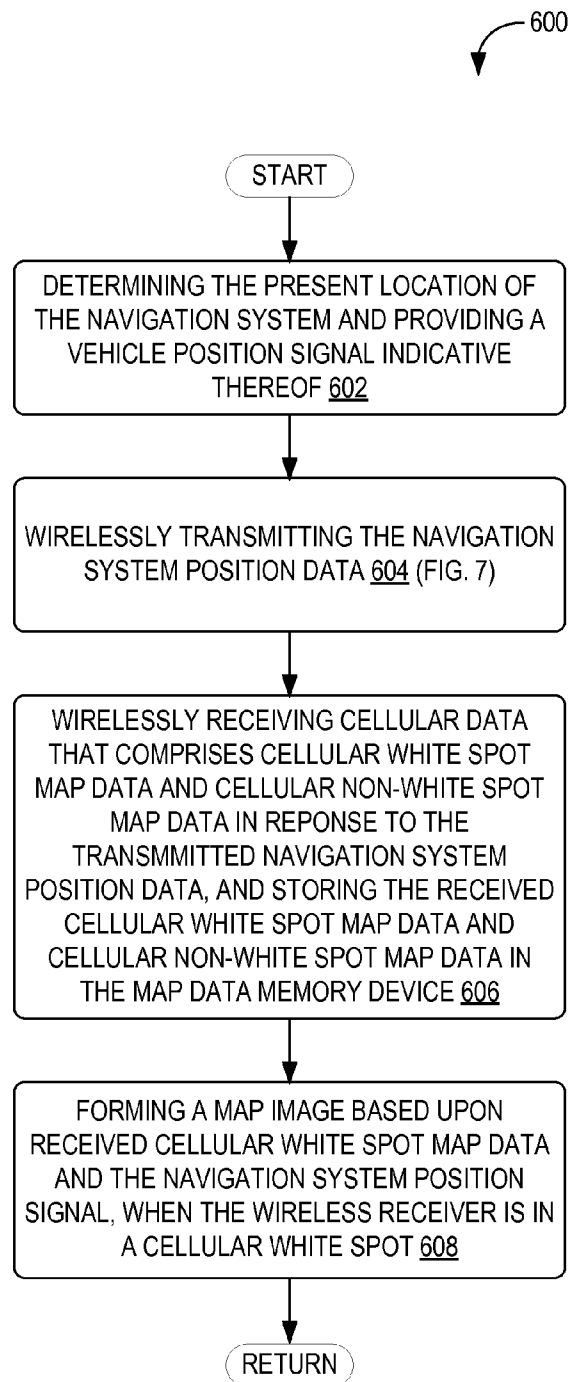 600
START
DETERMINING THE PRESENT LOCATION OF
THE NAVIGATION SYSTEM AND PROVIDING A
VEHICLE POSITION SIGNAL INDICATIVE
THEREOF 602
WIRELESSLY TRANSMITTING THE NAVIGATION
SYSTEM POSITION DATA 604 (FIG. 7)
WIRELESSLY RECEIVING CELLULAR DATA
THAT COMPRISES CELLULAR WHITE SPOT
MAP DATA AND CELLULAR NON-WHITE SPOT
MAP DATA IN REPONSE TO THE
TRANSMMITTED NAVIGATION SYSTEM
POSITION DATA, AND STORING THE RECEIVED
CELLULAR WHITE SPOT MAP DATA AND
CELLULAR NON-WHITE SPOT MAP DATA IN
THE MAP DATA MEMORY DEVICE 606
FORMING A MAP IMAGE BASED UPON
RECEIVED CELLULAR WHITE SPOT MAP DATA
AND THE NAVIGATION SYSTEM POSITION
SIGNAL, WHEN THE WIRELESS RECEIVER IS IN
A CELLULAR WHITE SPOT 608
RETURN